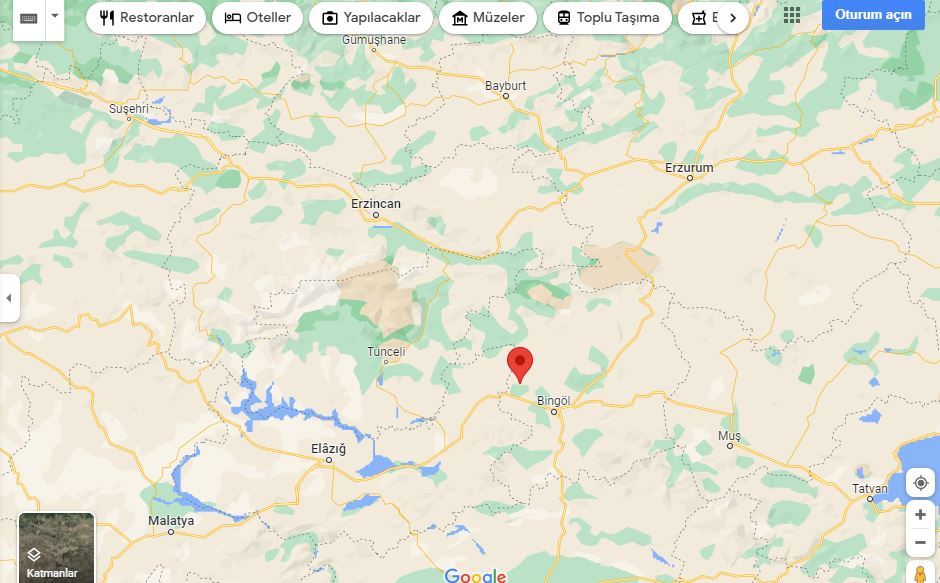 Restoranlar
Oteller
Yapılacaklar
Müzeler
Toplu Taşıma
Oturum açın
Gümüşhane
Bayburt
Suşehri
Erzurum
Erzincan
Tunceli
Bingöl
Muş
Elâzığ
Tatvan
Malatya
Katmanlar
Google